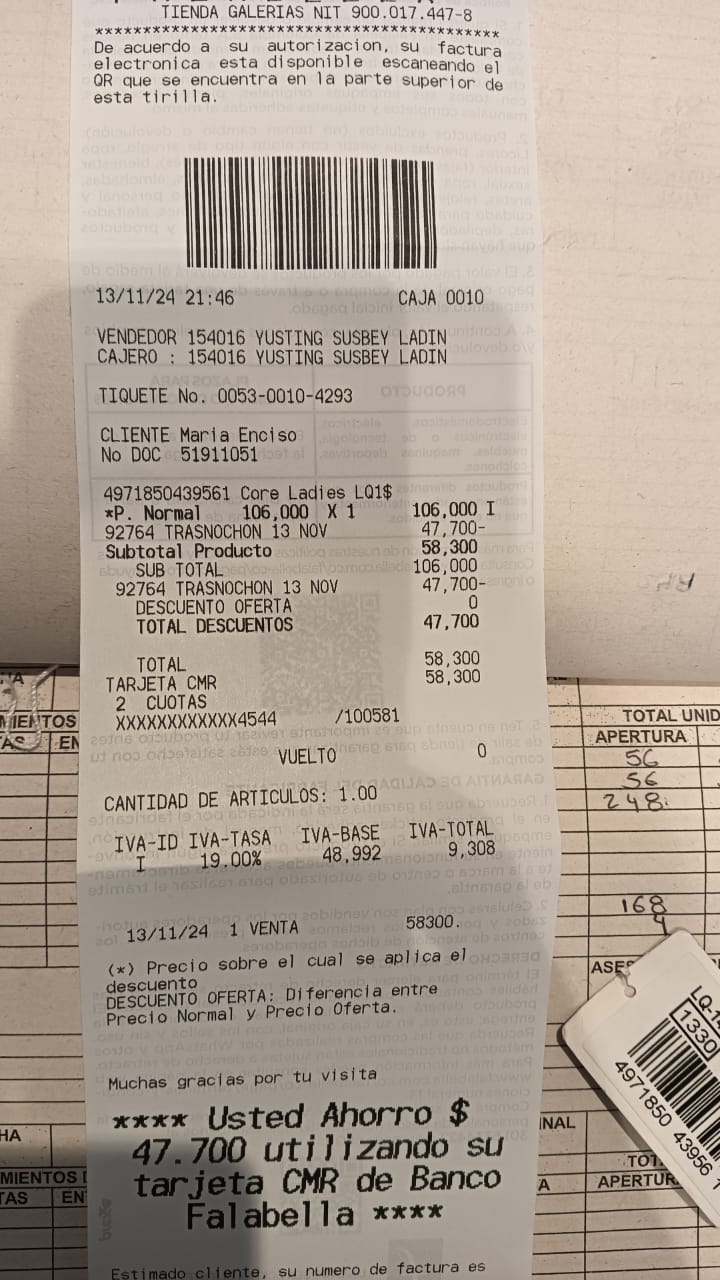 TIENDA GALERIAS NIT 900.017.447-8
******************************************
De acuerdo a su autorizacion, su factura
electronica esta disponible escaneando el
QR que se encuentra en la parte superior de
esta tirilla.
13/11/24 21:46 CAJA 0010
VENDEDOR 154016 YUSTING SUSBEY LADIN
CAJERO : 154016 YUSTING SUSBEY LADIN
TIQUETE No. 0053-0010-4293
CLIENTE Maria Enciso
No DOC 51911051
4971850439561 Core Ladies LQ1$
*P. Normal 106,000 X 1 106,000 I
92764 TRASNOCHON 13 NOV 47,700-
Subtotal Producto 58,300
SUB TOTAL 106,000
92764 TRASNOCHON 13 NOV 47,700-
DESCUENTO OFERTA 0
TOTAL DESCUENTOS 47,700
TOTAL 58,300
TARJETA CMR 58,300
2 CUOTAS
XXXXXXXXXXXX4544 /100581
VUELTO 0
CANTIDAD DE ARTICULOS: 1.00
IVA-ID IVA-TASA IVA-BASE IVA-TOTAL
I 19.00% 48,992 9,308
13/11/24 1 VENTA 58300.
(*) Precio sobre el cual se aplica el
descuento
DESCUENTO OFERTA: Diferencia entre
Precio Normal y Precio Oferta.
Muchas gracias por tu visita
**** Usted Ahorro $
47.700 utilizando su
tarjeta CMR de Banco
Falabella ****
Estimado cliente, su numero de factura es
TOTAL UNID
APERTURA
56
56
248
168
4
LQ-1
1330
4971850 43956 1